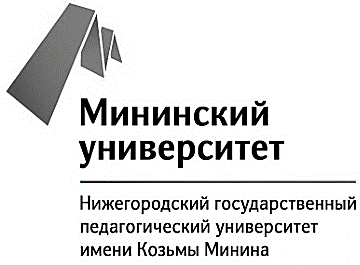 Мининский
университет
Нижегородский государственный
педагогический университет
имени Козьмы Минина